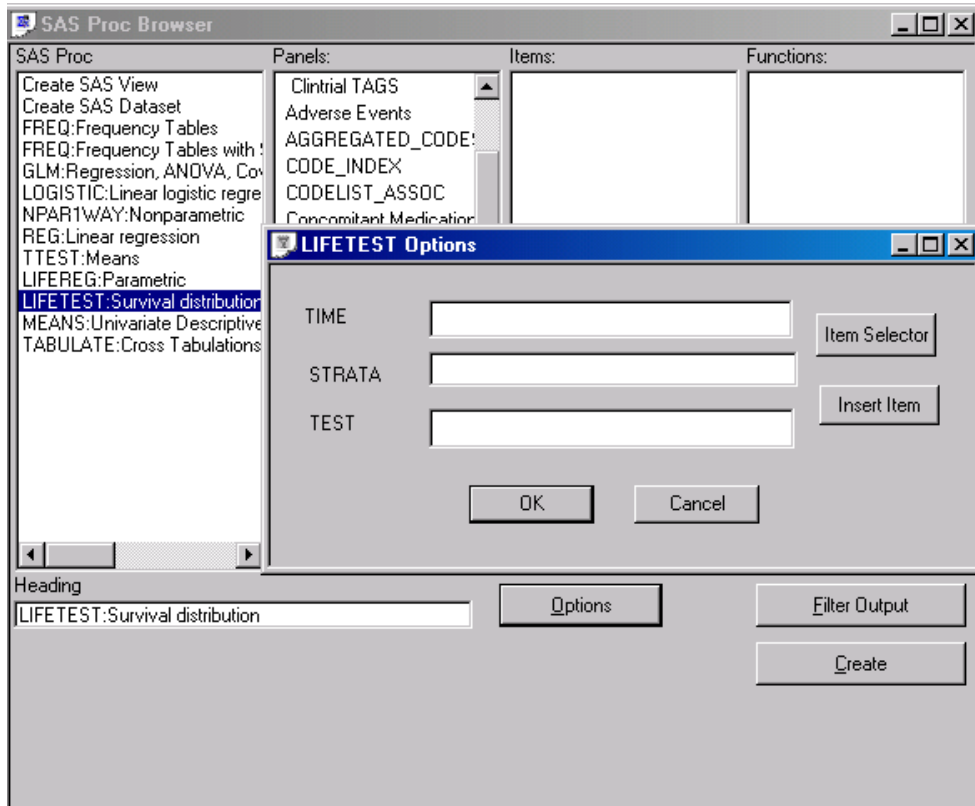 SAS Proc Browser
SAS Proc
Panels:
Items:
Functions:
Create SAS View
Create SAS Dataset
FREQ:Frequency Tables
FREQ:Frequency Tables with
GLM:Regression, ANOVA, Cov
LOGISTIC:Linear logistic regre
NPAR1WAY:Nonparametric
REG:Linear regression
TTEST:Means
LIFEREG:Parametric
LIFETEST:Survival distribution
MEANS:Univariate Descriptive
TABULATE:Cross Tabulations
Clintrial TAGS
Adverse Events
AGGREGATED_CODES
CODE_INDEX
CODELIST_ASSOC
Concomitant Medication
LIFETEST Options
TIME
STRATA
TEST
Item Selector
Insert Item
OK
Cancel
Heading
LIFETEST:Survival distribution
Options
Filter Output
Create